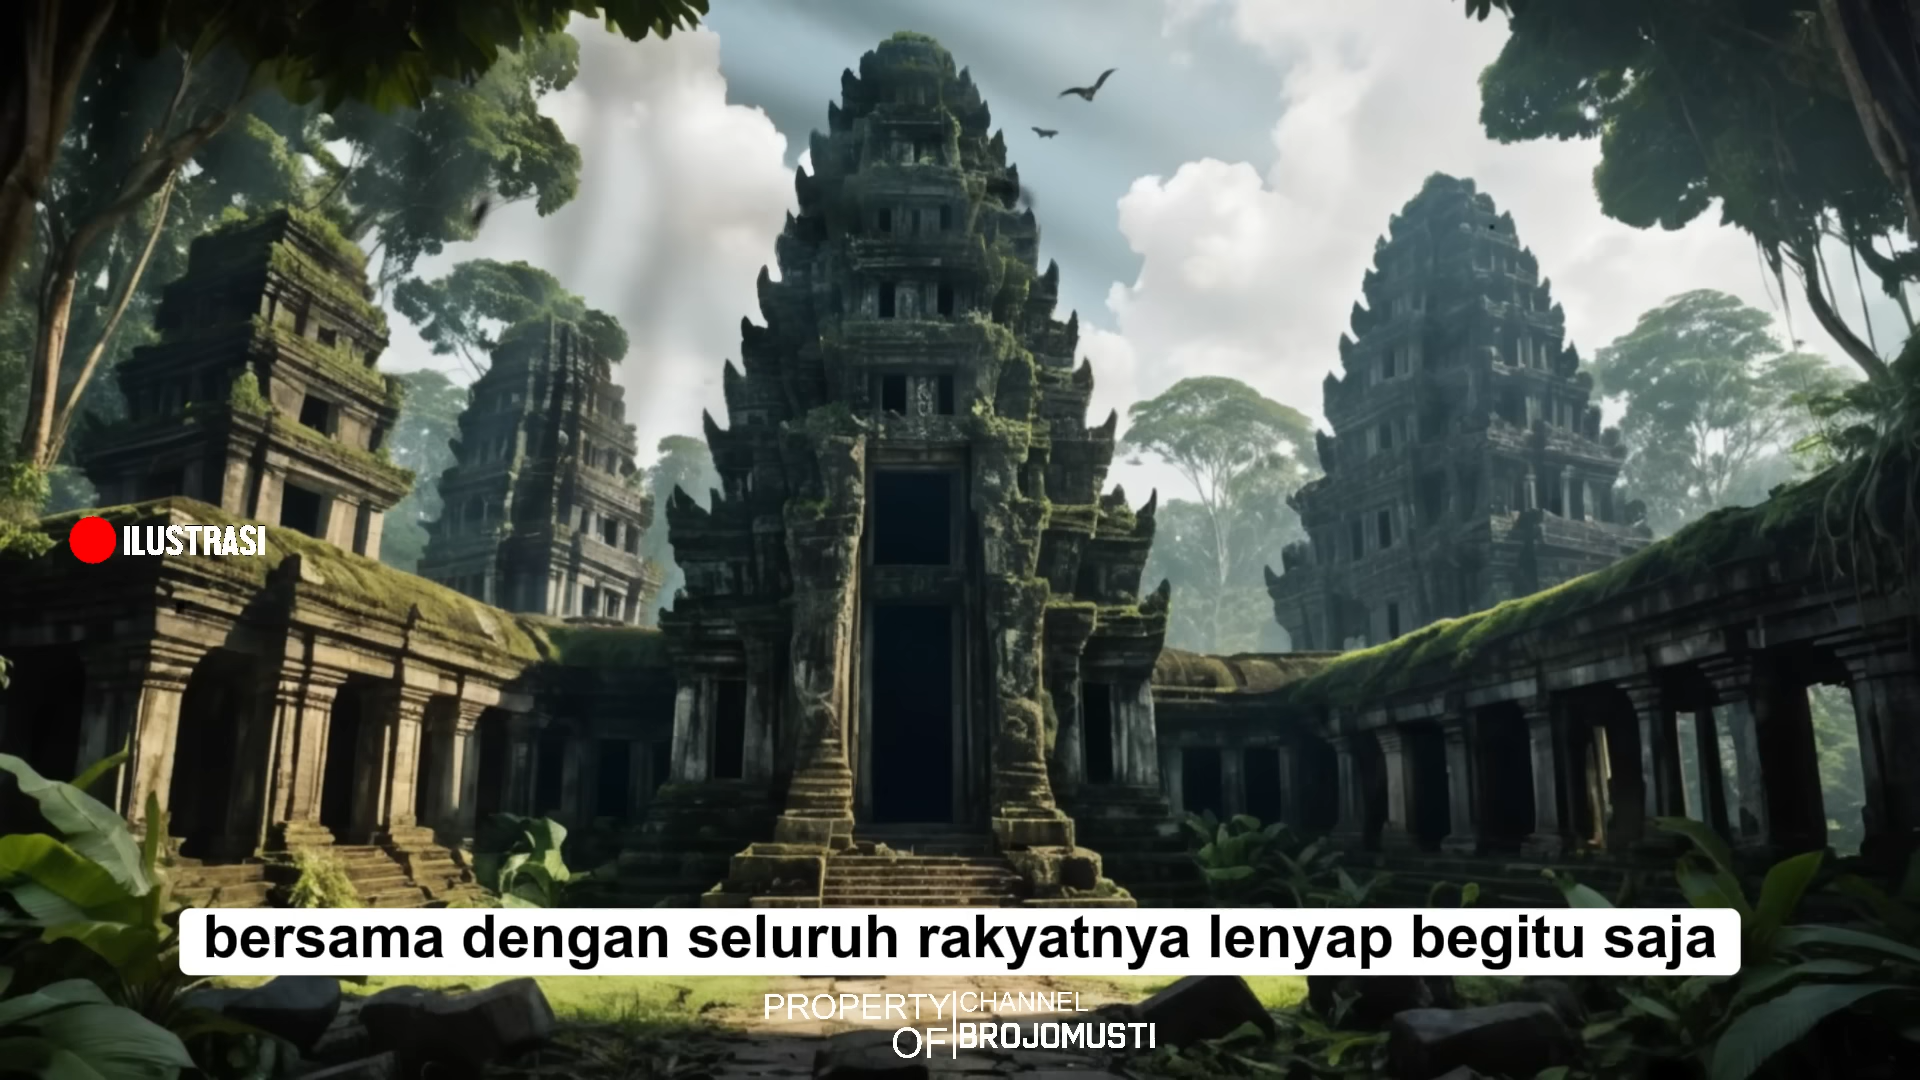 ILUSTRASI
bersama dengan seluruh rakyatnya lenyap begitu saja
PROPERTY OF
CHANNEL
BROJOMUSTI